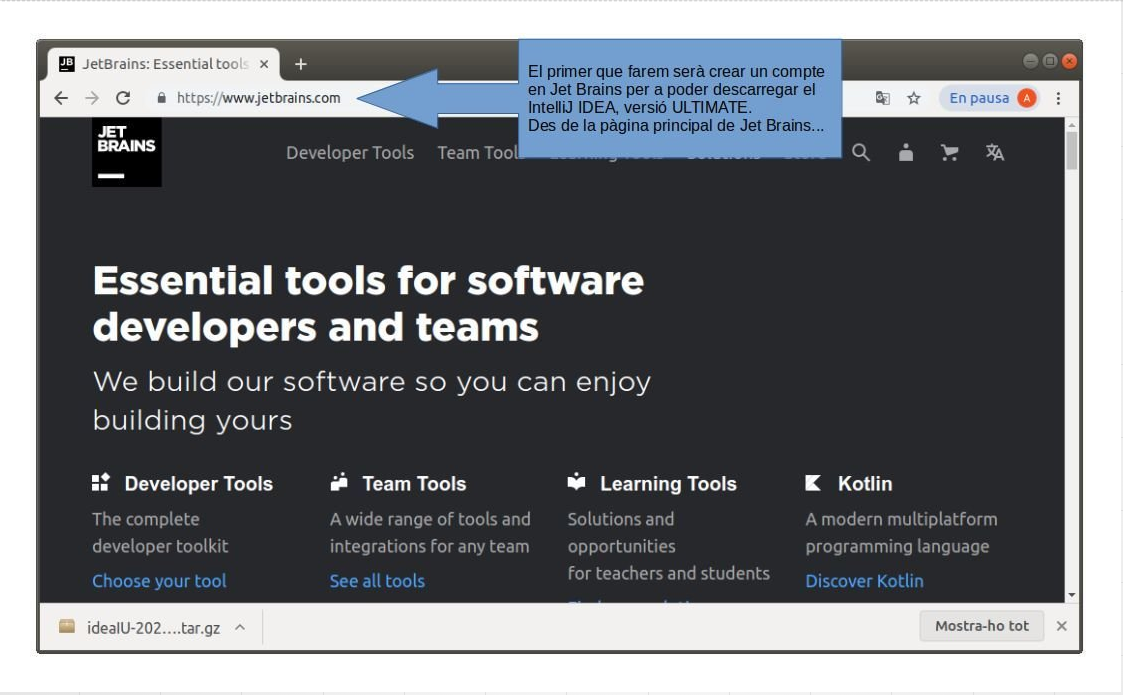 JetBrains: Essential tools
https://www.jetbrains.com
El primer que farem serà crear un compte
en Jet Brains per a poder descarregar el
IntelliJ IDEA, versió ULTIMATE.
Des de la pàgina principal de Jet Brains...
En pausa A
JET
BRAINS
Developer Tools Team Tools
Essential tools for software
developers and teams
We build our software so you can enjoy
building yours
Developer Tools
The complete
developer toolkit
Choose your tool
Team Tools
A wide range of tools and
integrations for any team
See all tools
Learning Tools
Solutions and
opportunities
for teachers and students
Kotlin
A modern multiplatform
programming language
Discover Kotlin
ideaIU-202....tar.gz
Mostra-ho tot